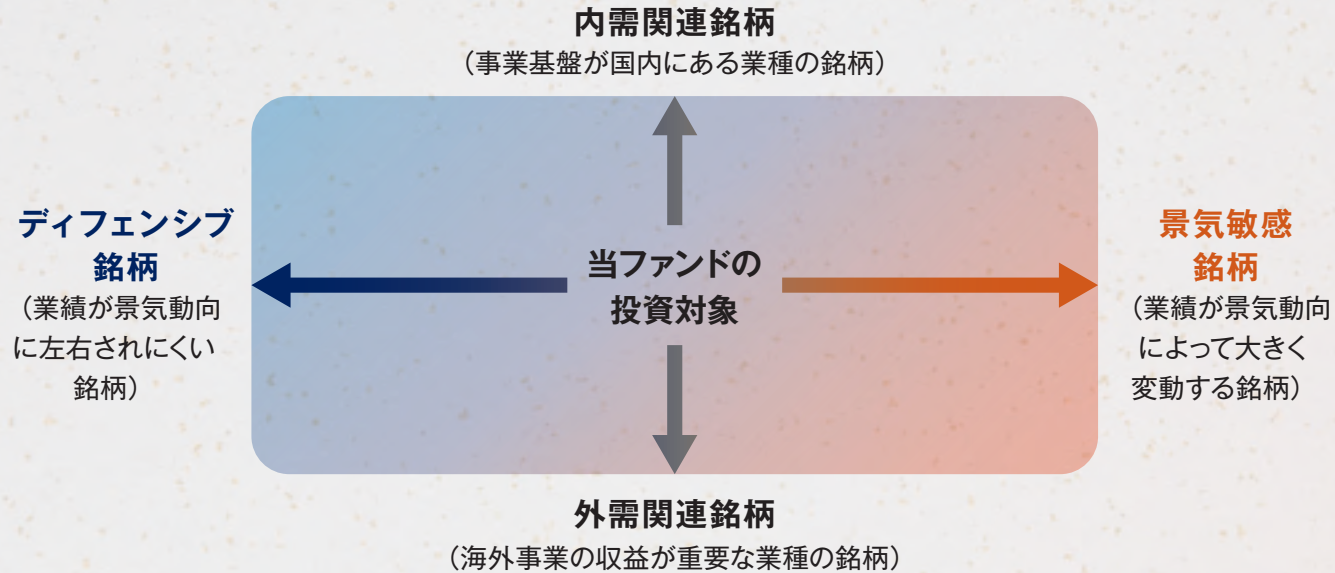 内需関連銘柄
（事業基盤が国内にある業種の銘柄）
ディフェンシブ
銘柄
（業績が景気動向
に左右されにくい
銘柄）
当ファンドの
投資対象
景気敏感
銘柄
（業績が景気動向
によって大きく
変動する銘柄）
外需関連銘柄
（海外事業の収益が重要な業種の銘柄）